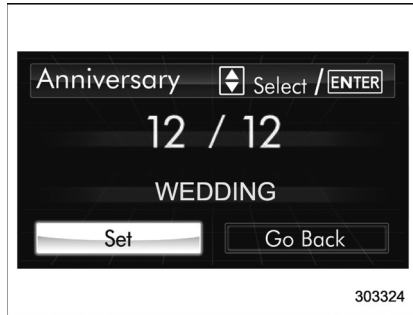 Anniversary Select / ENTER
12 / 12
WEDDING
Set Go Back
303324